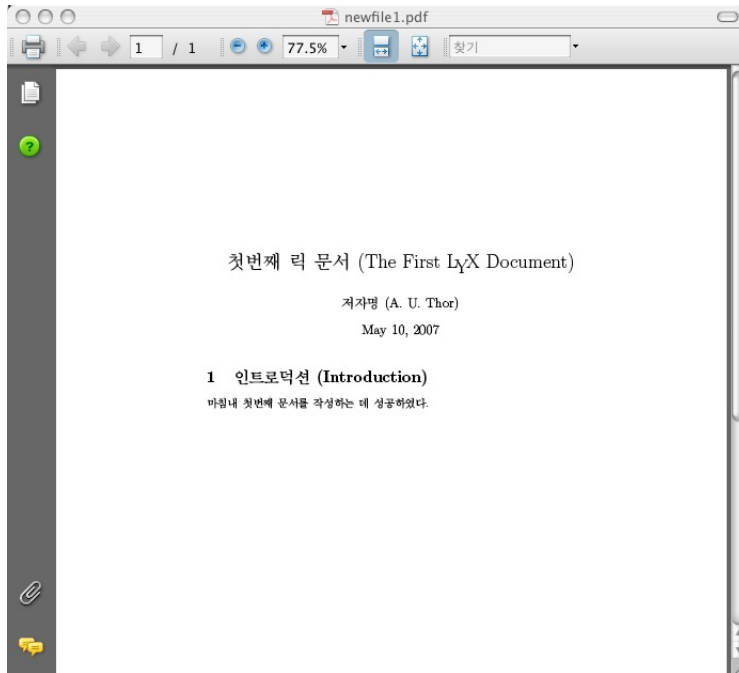 newfile1.pdf
1 / 1 77.5% 찾기
첫번째 릭 문서 (The First LyX Document)
저자명 (A. U. Thor)
May 10, 2007
1 인트로덕션 (Introduction)
마침내 첫번째 문서를 작성하는 데 성공하였다.